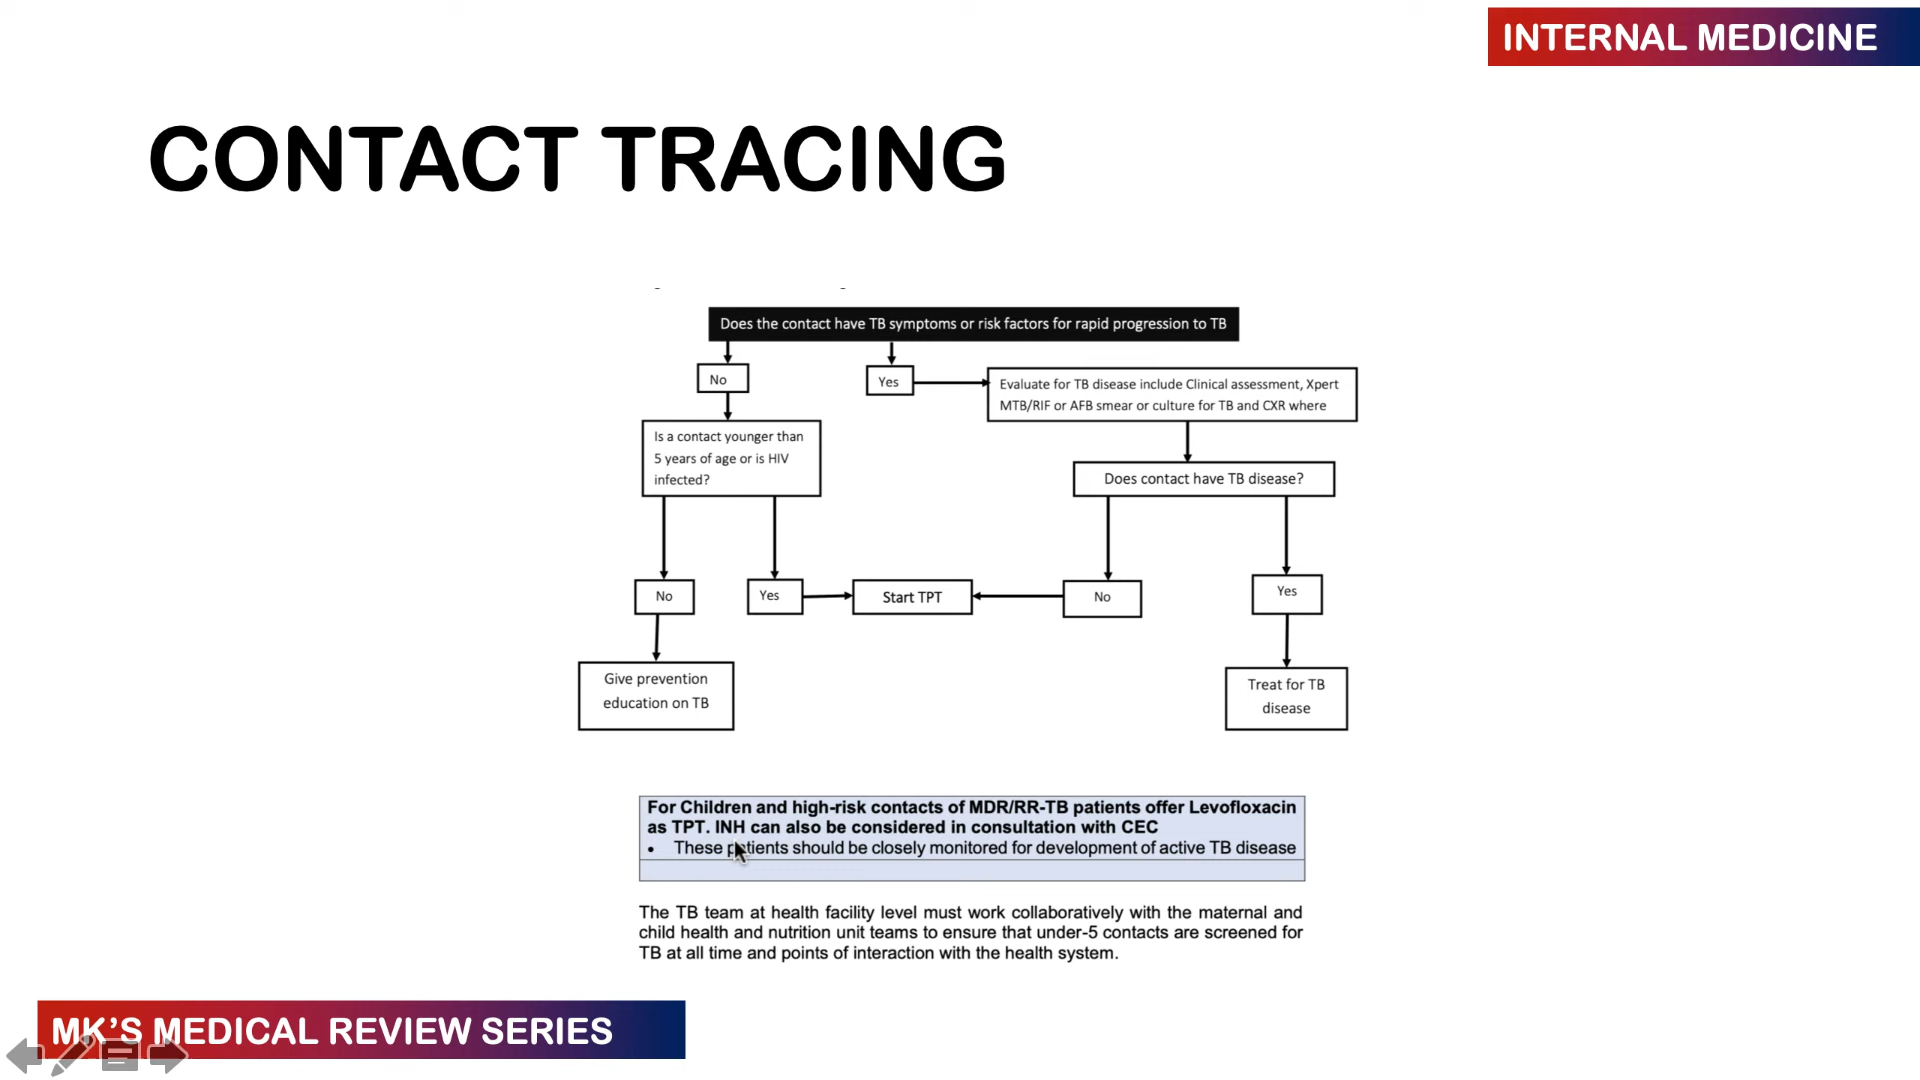 INTERNAL MEDICINE
CONTACT TRACING
Does the contact have TB symptoms or risk factors for rapid progression to TB
No
Yes
Evaluate for TB disease include Clinical assessment, Xpert
MTB/RIF or AFB smear or culture for TB and CXR where
Is a contact younger than
5 years of age or is HIV
infected?
Does contact have TB disease?
No
Yes
Start TPT
No
Yes
Give prevention
education on TB
Treat for TB
disease
For Children and high-risk contacts of MDR/RR-TB patients offer Levofloxacin
as TPT. INH can also be considered in consultation with CEC
• These patients should be closely monitored for development of active TB disease
The TB team at health facility level must work collaboratively with the maternal and
child health and nutrition unit teams to ensure that under-5 contacts are screened for
TB at all time and points of interaction with the health system.
MK'S MEDICAL REVIEW SERIES